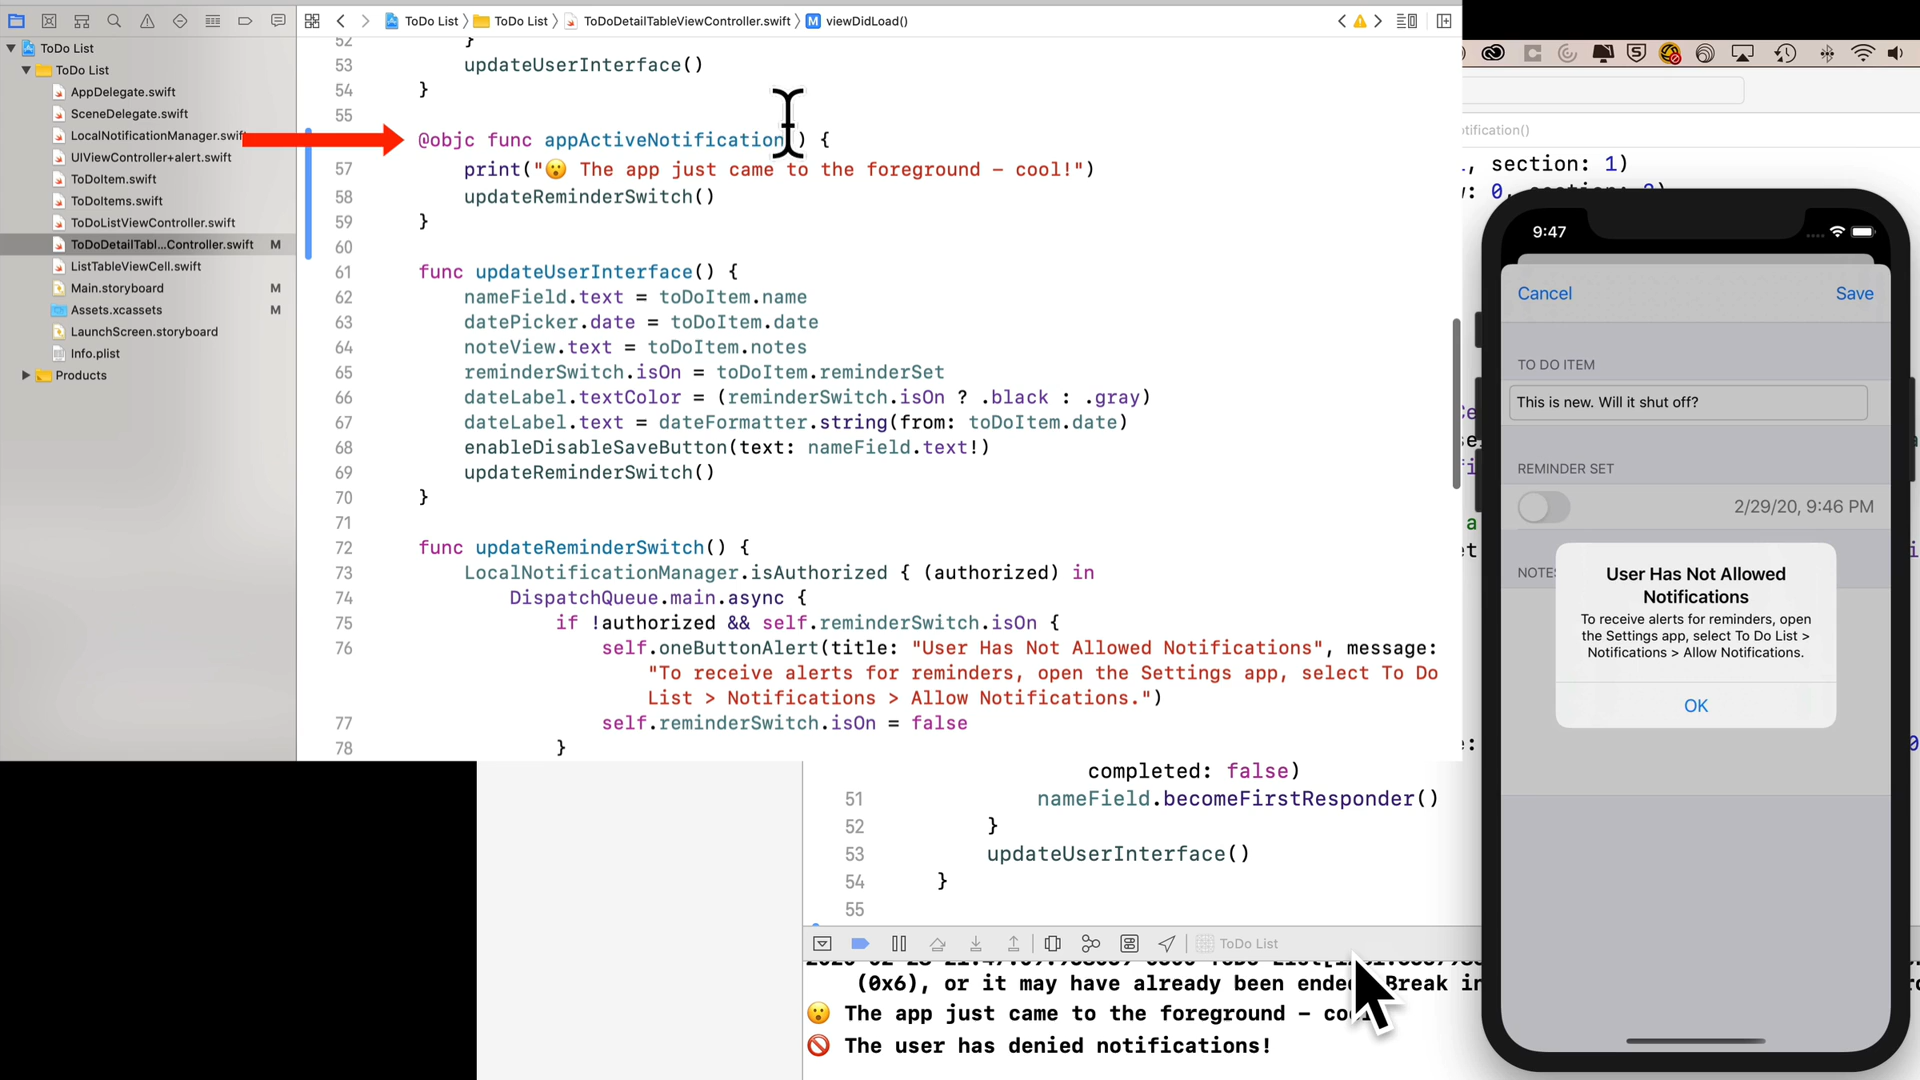 ToDo List
ToDo List
ToDoDetailTableViewController.swift
M
viewDidLoad()
ToDo List
ToDo List
AppDelegate.swift
SceneDelegate.swift
LocalNotificationManager.swift
UIViewController+alert.swift
ToDoItem.swift
ToDoItems.swift
ToDoListViewController.swift
ToDoDetailTabl...Controller.swift M
ListTableViewCell.swift
Main.storyboard M
Assets.xcassets M
LaunchScreen.storyboard
Info.plist
Products
52 }
53 updateUserInterface()
54 }
55
@objc func appActiveNotification() {
57 print("😮 The app just came to the foreground – cool!")
58 updateReminderSwitch()
59 }
60
61 func updateUserInterface() {
62 nameField.text = toDoItem.name
63 datePicker.date = toDoItem.date
64 noteView.text = toDoItem.notes
65 reminderSwitch.isOn = toDoItem.reminderSet
66 dateLabel.textColor = (reminderSwitch.isOn ? .black : .gray)
67 dateLabel.text = dateFormatter.string(from: toDoItem.date)
68 enableDisableSaveButton(text: nameField.text!)
69 updateReminderSwitch()
70 }
71
72 func updateReminderSwitch() {
73 LocalNotificationManager.isAuthorized { (authorized) in
74 DispatchQueue.main.async {
75 if !authorized && self.reminderSwitch.isOn {
76 self.oneButtonAlert(title: "User Has Not Allowed Notifications", message:
"To receive alerts for reminders, open the Settings app, select To Do
List > Notifications > Allow Notifications.")
77 self.reminderSwitch.isOn = false
78 }
completed: false)
51 nameField.becomeFirstResponder()
52 }
53 updateUserInterface()
54 }
55
ToDo List
(0x6), or it may have already been ended Break in
😮 The app just came to the foreground – cool
🚫 The user has denied notifications!
otification()
, section: 1)
: 0, section: 2)
9:47
Cancel
Save
TO DO ITEM
This is new. Will it shut off?
REMINDER SET
2/29/20, 9:46 PM
NOTE
User Has Not Allowed
Notifications
To receive alerts for reminders, open
the Settings app, select To Do List >
Notifications > Allow Notifications.
OK